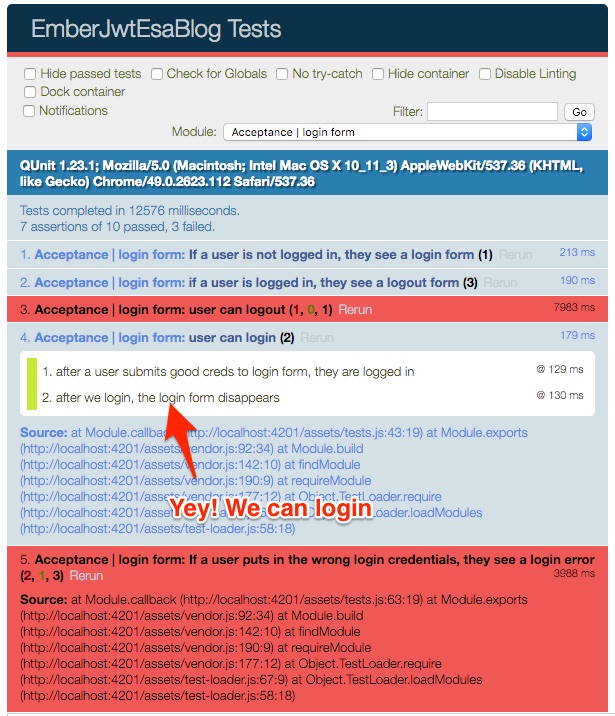 EmberJwtEsaBlog Tests
Hide passed tests Check for Globals No try-catch Hide container Disable Linting
Dock container
Notifications Filter: Go
Module: Acceptance | login form
QUnit 1.23.1; Mozilla/5.0 (Macintosh; Intel Mac OS X 10_11_3) AppleWebKit/537.36 (KHTML,
like Gecko) Chrome/49.0.2623.112 Safari/537.36
Tests completed in 12576 milliseconds.
7 assertions of 10 passed, 3 failed.
1. Acceptance | login form: If a user is not logged in, they see a login form (1) Rerun 213 ms
2. Acceptance | login form: if a user is logged in, they see a logout form (3) Rerun 190 ms
3. Acceptance | login form: user can logout (1, 0, 1) Rerun 7983 ms
4. Acceptance | login form: user can login (2) Rerun 179 ms
1. after a user submits good creds to login form, they are logged in @ 129 ms
2. after we login, the login form disappears @ 130 ms
Source: at Module.callback (http://localhost:4201/assets/tests.js:43:19) at Module.exports
(http://localhost:4201/assets/vendor.js:92:34) at Module.build
(http://localhost:4201/assets/vendor.js:142:10) at findModule
(http://localhost:4201/assets/vendor.js:190:9) at requireModule
(http://localhost:4201/assets/vendor.js:177:12) at Object.TestLoader.require
Yey! We can login
(http://localhost:4201/assets/test-loader.js:67:9) at Object.TestLoader.loadModules
(http://localhost:4201/assets/test-loader.js:58:18)
5. Acceptance | login form: If a user puts in the wrong login credentials, they see a login error
(2, 1, 3) Rerun 3988 ms
Source: at Module.callback (http://localhost:4201/assets/tests.js:63:19) at Module.exports
(http://localhost:4201/assets/vendor.js:92:34) at Module.build
(http://localhost:4201/assets/vendor.js:142:10) at findModule
(http://localhost:4201/assets/vendor.js:190:9) at requireModule
(http://localhost:4201/assets/vendor.js:177:12) at Object.TestLoader.require
(http://localhost:4201/assets/test-loader.js:67:9) at Object.TestLoader.loadModules
(http://localhost:4201/assets/test-loader.js:58:18)